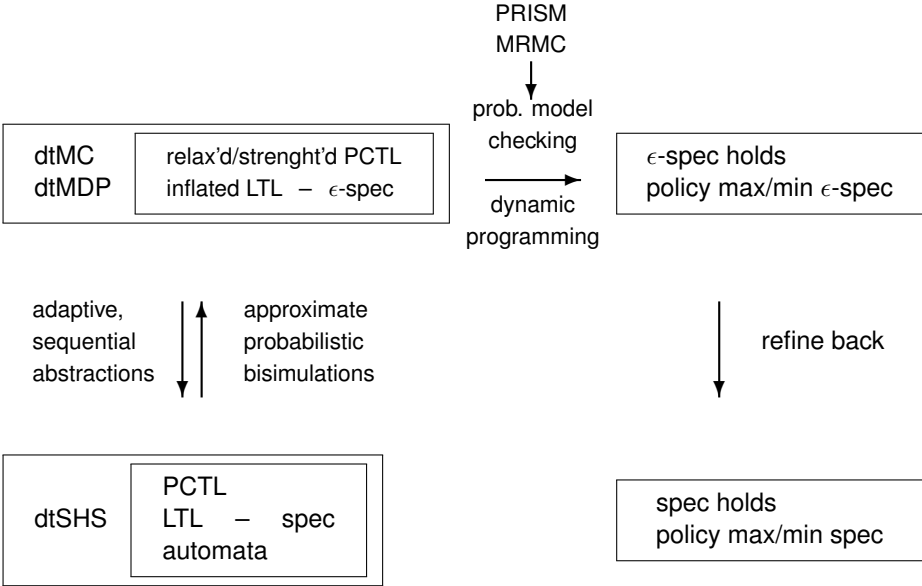 PRISM
MRMC
prob. model
checking
dtMC
dtMDP
relax'd/strenght'd PCTL
inflated LTL – ϵ-spec
dynamic
programming
ϵ-spec holds
policy max/min ϵ-spec
adaptive,
sequential
abstractions
approximate
probabilistic
bisimulations
refine back
dtSHS
PCTL
LTL – spec
automata
spec holds
policy max/min spec